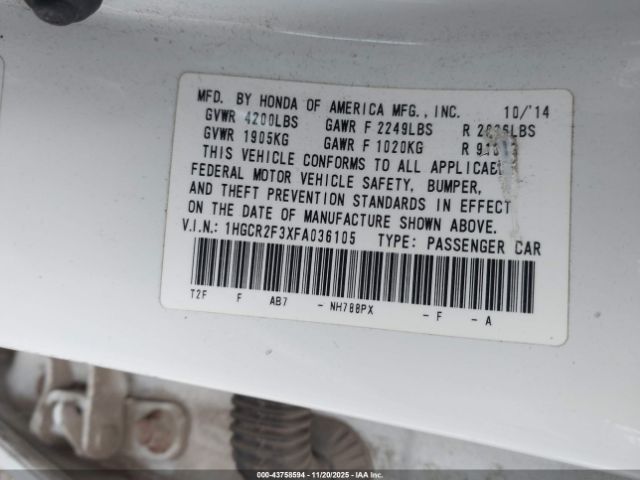 MFD. BY HONDA OF AMERICA MFG., INC. 10/'14
GVWR 4200LBS GAWR F 2249LBS R LBS
GVWR 1905KG GAWR F 1020KG R
THIS VEHICLE CONFORMS TO ALL
FEDERAL MOTOR VEHICLE SAFETY, BUMPER,
AND THEFT PREVENTION STANDARDS IN EFFECT
ON THE DATE OF MANUFACTURE SHOWN ABOVE.
V.I.N.: 1HGCR2F3XFA036105 TYPE: PASSENGER CAR
T2F F AB7 - NH788PX - F - A
00 - 43758594 - 11/20/2025 - IAA Inc.